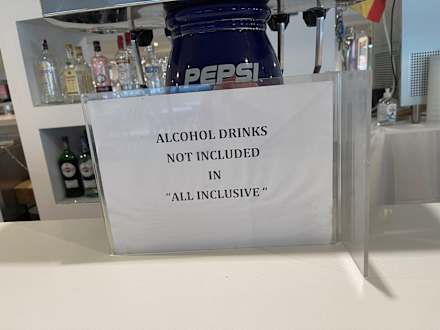 PEPSI
ALCOHOL DRINKS
NOT INCLUDED
IN
"ALL INCLUSIVE"